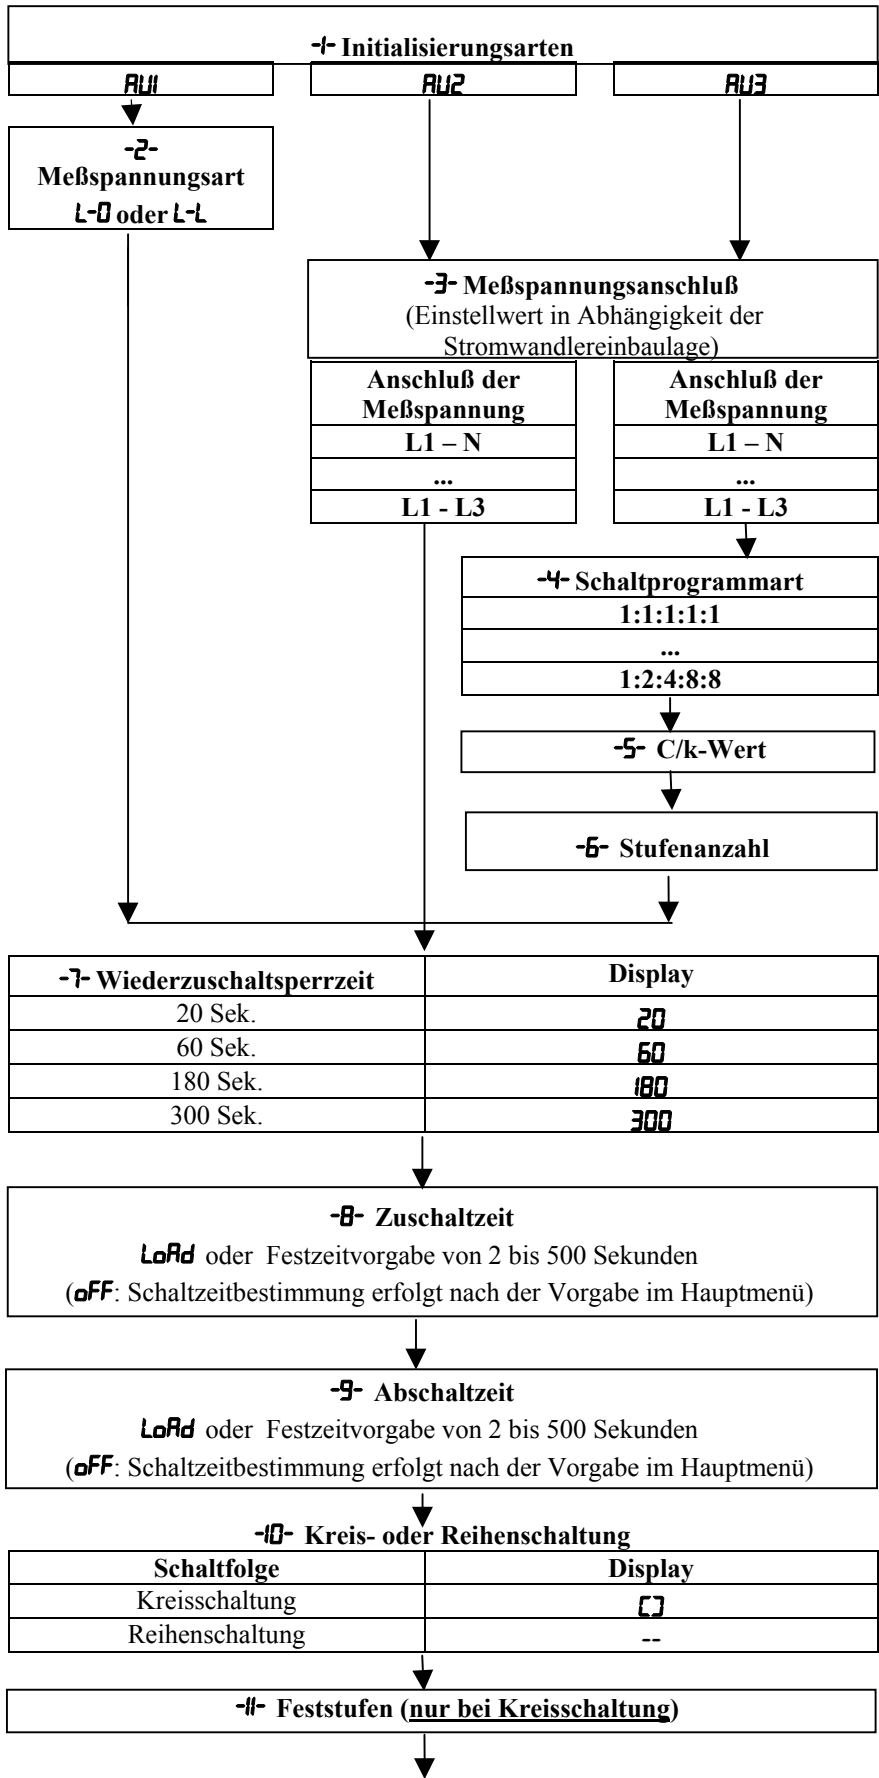 -1- Initialisierungsarten
AU1 AU2 AU3
-2-
Meßspannungsart
L-0 oder L-L
-3- Meßspannungsanschluß
(Einstellwert in Abhängigkeit der
Stromwandlereinbaulage)
Anschluß der Anschluß der
Meßspannung Meßspannung
L1 – N L1 – N
... ...
L1 - L3 L1 - L3
-4- Schaltprogrammart
1:1:1:1:1
...
1:2:4:8:8
-5- C/k-Wert
-6- Stufenanzahl
-7- Wiederzuschaltsperrzeit Display
20 Sek. 20
60 Sek. 60
180 Sek. 180
300 Sek. 300
-8- Zuschaltzeit
LoAd oder Festzeitvorgabe von 2 bis 500 Sekunden
(oFF: Schaltzeitbestimmung erfolgt nach der Vorgabe im Hauptmenü)
-9- Abschaltzeit
LoAd oder Festzeitvorgabe von 2 bis 500 Sekunden
(oFF: Schaltzeitbestimmung erfolgt nach der Vorgabe im Hauptmenü)
-10- Kreis- oder Reihenschaltung
Schaltfolge Display
Kreisschaltung []
Reihenschaltung --
-11- Feststufen (nur bei Kreisschaltung)